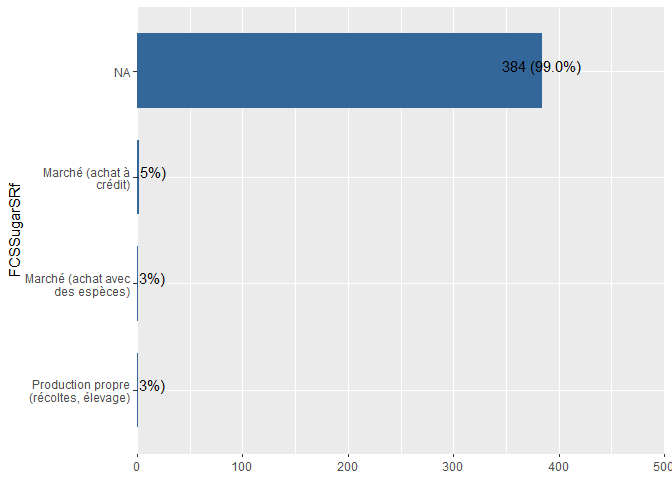 FCSSugarSRf
NA
384 (99.0%)
Marché (achat à
crédit)
5%)
Marché (achat avec
des espèces)
3%)
Production propre
(récoltes, élevage)
3%)
0
100
200
300
400
500